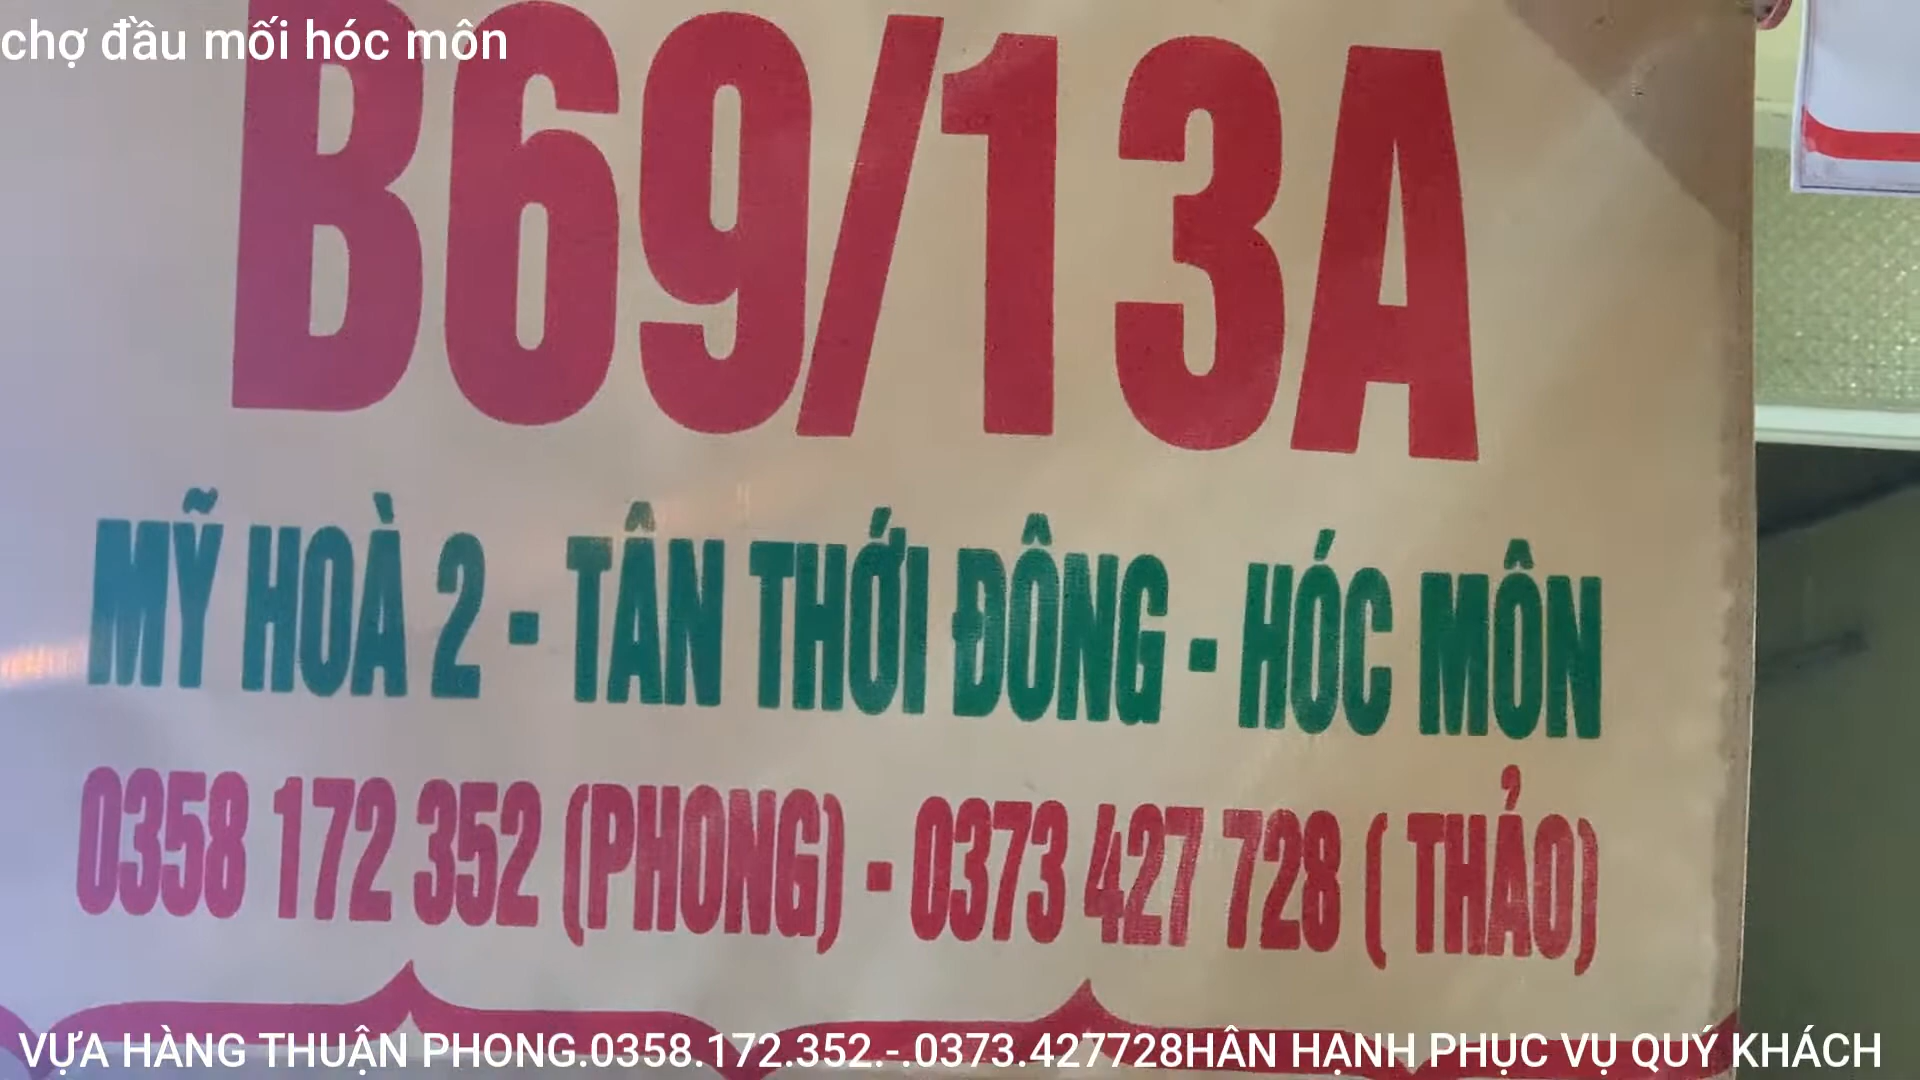 chợ đầu mối hóc môn
B69/13A
MỸ HOÀ 2 - TÂN THỚI ĐÔNG - HÓC MÔN
0358 172 352 (PHONG) - 0373 427 728 ( THẢO)
VỰA HÀNG THUẬN PHONG.0358.172.352.-.0373.427728HÂN HẠNH PHỤC VỤ QUÝ KHÁCH